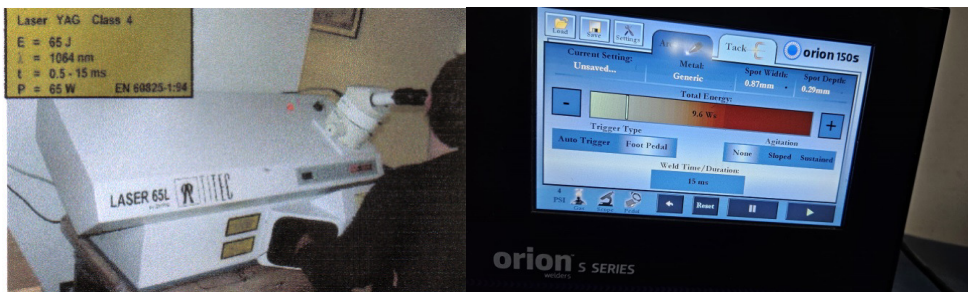 Laser YAG Class 4
E = 65 J
λ = 1064 nm
t = 0.5 - 15 ms
P = 65 W EN 60825-1:94
LASER 65L TITEC
Load Save Settings
Tack
orion 150s
Current Setting: Metal: Spot Width: Spot Depth:
Unsaved... Generic 0.87mm 0.29mm
Total Energy:
- 9.6 Ws +
Trigger Type Agitation
Auto Trigger Foot Pedal None Sloped Sustained
Weld Time/Duration:
15 ms
4
PSI Reset
orion S SERIES
welders